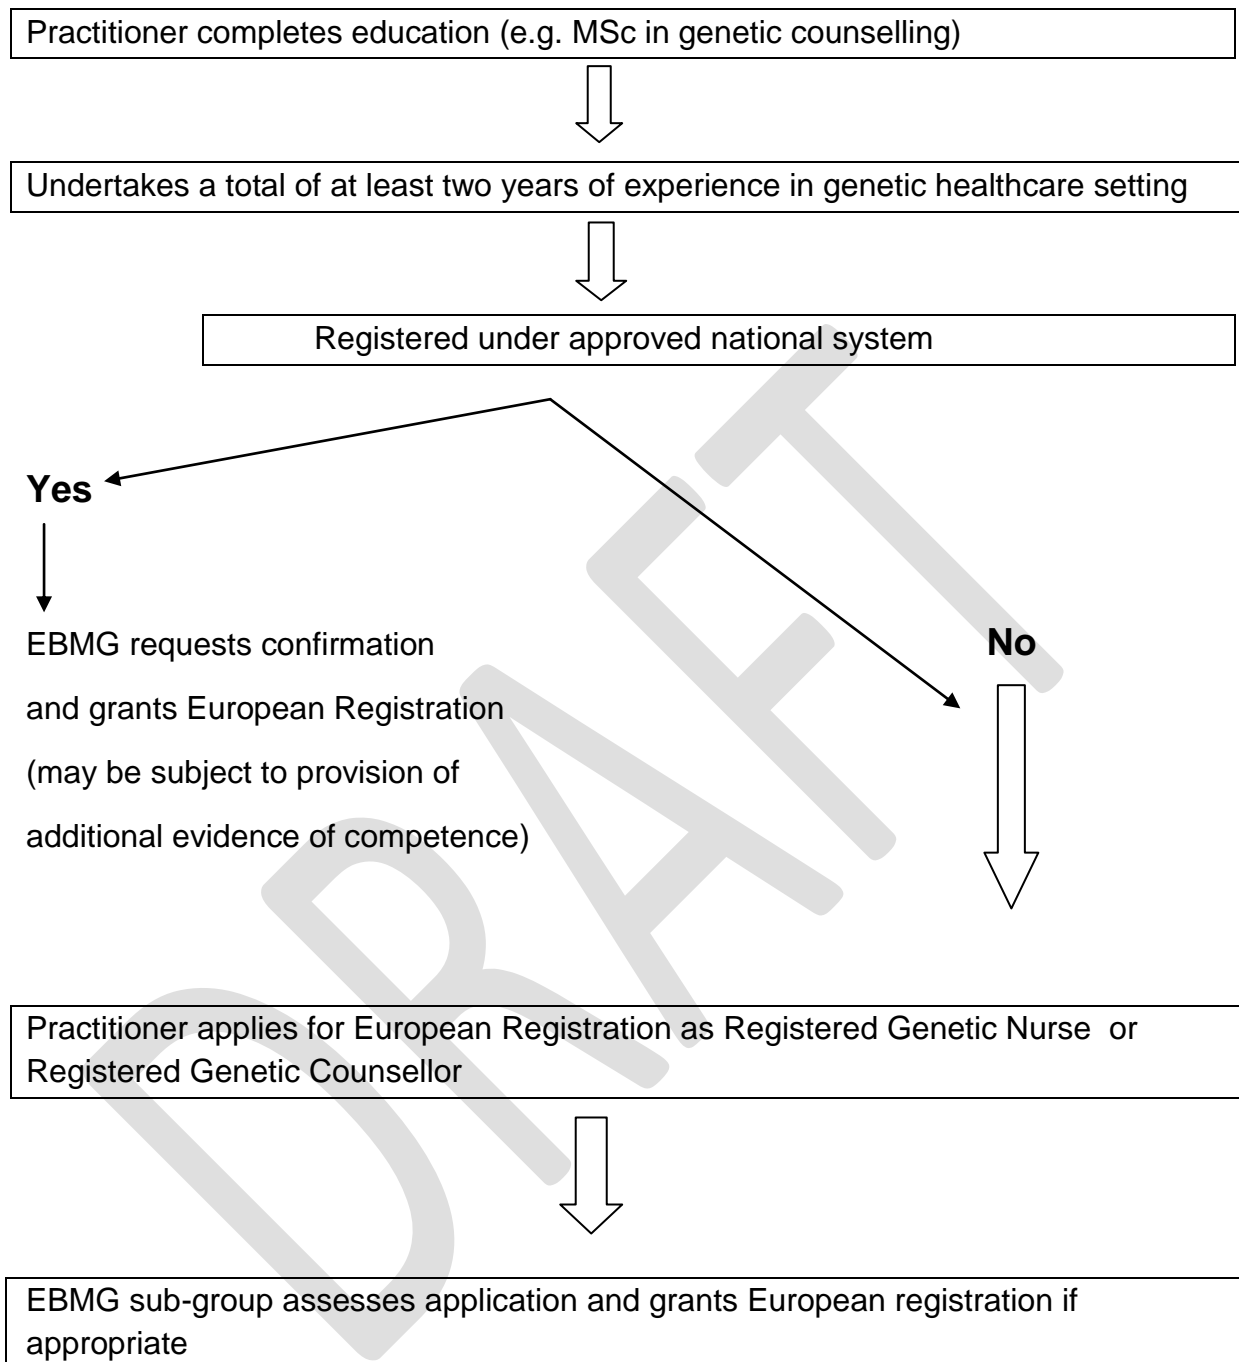 Practitioner completes education (e.g. MSc in genetic counselling)
Undertakes a total of at least two years of experience in genetic healthcare setting
Registered under approved national system
Yes
EBMG requests confirmation
and grants European Registration
(may be subject to provision of
additional evidence of competence)
No
Practitioner applies for European Registration as Registered Genetic Nurse or
Registered Genetic Counsellor
EBMG sub-group assesses application and grants European registration if
appropriate
DRAFT